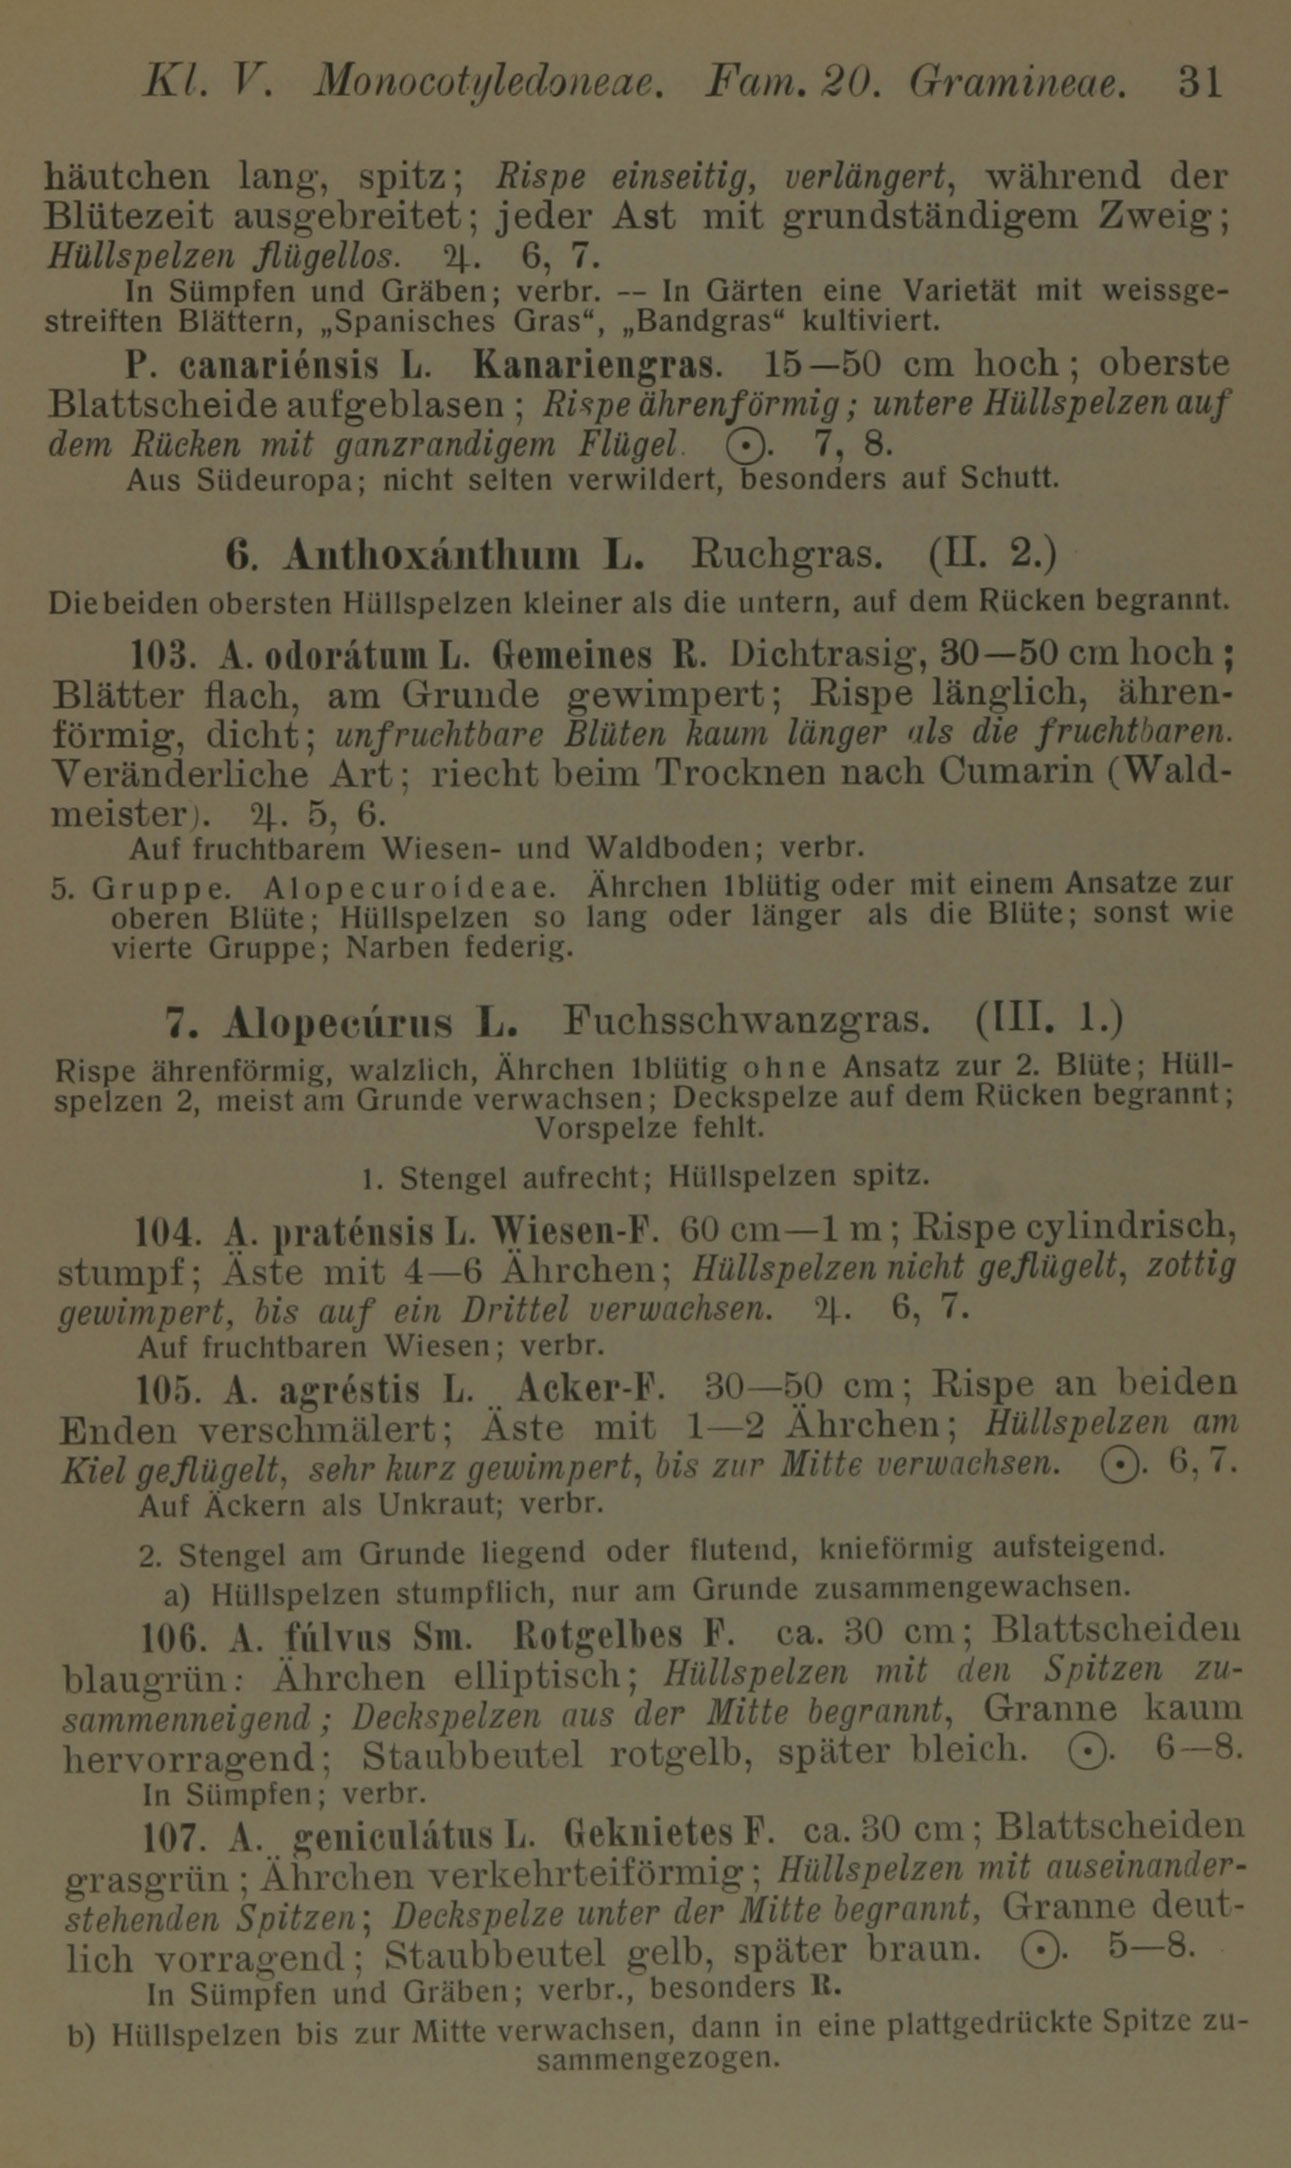 Kl. V. Monocotyledoneae. Fam. 20. Gramineae. 31
häutchen lang, spitz; Rispe einseitig, verlängert, während der
Blütezeit ausgebreitet; jeder Ast mit grundständigem Zweig;
Hüllspelzen flügellos. ♃. 6, 7.
In Sümpfen und Gräben; verbr. — In Gärten eine Varietät mit weissge-
streiften Blättern, „Spanisches Gras“, „Bandgras“ kultiviert.
P. canariénsis L. Kanariengras. 15—50 cm hoch; oberste
Blattscheide aufgeblasen; Rispe ährenförmig; untere Hüllspelzen auf
dem Rücken mit ganzrandigem Flügel. ⊙. 7, 8.
Aus Südeuropa; nicht selten verwildert, besonders auf Schutt.
6. Anthoxánthum L. Ruchgras. (II. 2.)
Die beiden obersten Hüllspelzen kleiner als die untern, auf dem Rücken begrannt.
103. A. odorátum L. Gemeines R. Dichtrasig, 30—50 cm hoch;
Blätter flach, am Grunde gewimpert; Rispe länglich, ähren-
förmig, dicht; unfruchtbare Blüten kaum länger als die fruchtbaren.
Veränderliche Art; riecht beim Trocknen nach Cumarin (Wald-
meister). ♃. 5, 6.
Auf fruchtbarem Wiesen- und Waldboden; verbr.
5. Gruppe. Alopecuroideae. Ährchen 1blütig oder mit einem Ansatze zur
oberen Blüte; Hüllspelzen so lang oder länger als die Blüte; sonst wie
vierte Gruppe; Narben federig.
7. Alopecúrus L. Fuchsschwanzgras. (III. 1.)
Rispe ährenförmig, walzlich, Ährchen 1blütig ohne Ansatz zur 2. Blüte; Hüll-
spelzen 2, meist am Grunde verwachsen; Deckspelze auf dem Rücken begrannt;
Vorspelze fehlt.
1. Stengel aufrecht; Hüllspelzen spitz.
104. A. praténsis L. Wiesen-F. 60 cm—1 m; Rispe cylindrisch,
stumpf; Äste mit 4—6 Ährchen; Hüllspelzen nicht geflügelt, zottig
gewimpert, bis auf ein Drittel verwachsen. ♃. 6, 7.
Auf fruchtbaren Wiesen; verbr.
105. A. agréstis L. Acker-F. 30—50 cm; Rispe an beiden
Enden verschmälert; Äste mit 1—2 Ährchen; Hüllspelzen am
Kiel geflügelt, sehr kurz gewimpert, bis zur Mitte verwachsen. ⊙. 6, 7.
Auf Äckern als Unkraut; verbr.
2. Stengel am Grunde liegend oder flutend, knieförmig aufsteigend.
a) Hüllspelzen stumpflich, nur am Grunde zusammengewachsen.
106. A. fúlvus Sm. Rotgelbes F. ca. 30 cm; Blattscheiden
blaugrün: Ährchen elliptisch; Hüllspelzen mit den Spitzen zu-
sammenneigend; Deckspelzen aus der Mitte begrannt, Granne kaum
hervorragend; Staubbeutel rotgelb, später bleich. ⊙. 6—8.
In Sümpfen; verbr.
107. A. geniculátus L. Geknietes F. ca. 30 cm; Blattscheiden
grasgrün; Ährchen verkehrteiförmig; Hüllspelzen mit auseinander-
stehenden Spitzen; Deckspelze unter der Mitte begrannt, Granne deut-
lich vorragend; Staubbeutel gelb, später braun. ⊙. 5—8.
In Sümpfen und Gräben; verbr., besonders R.
b) Hüllspelzen bis zur Mitte verwachsen, dann in eine plattgedrückte Spitze zu-
sammengezogen.